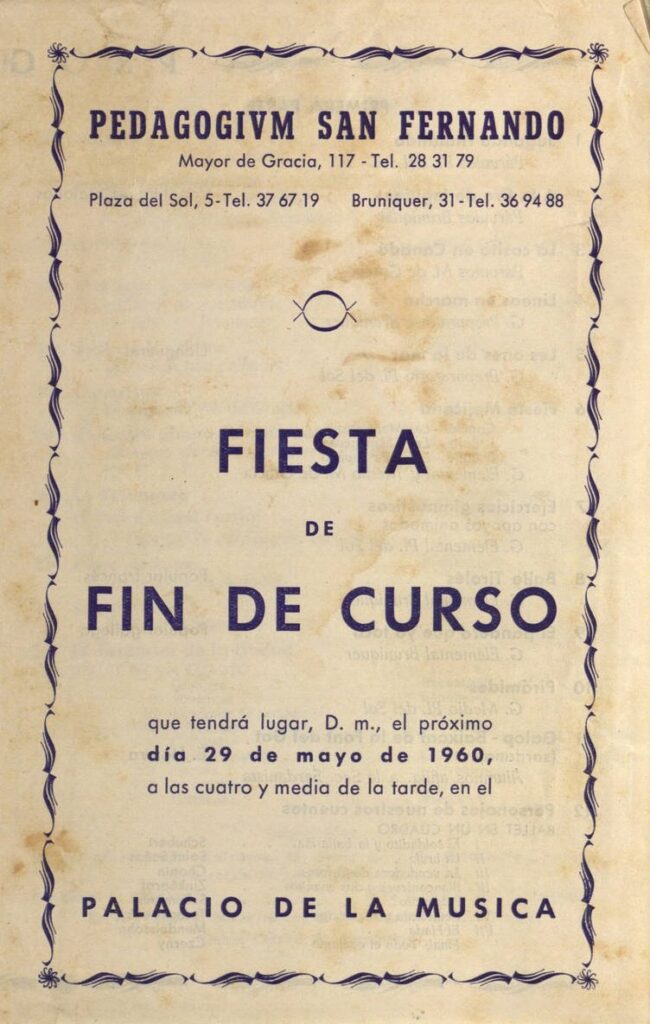 PEDAGOGIVM SAN FERNANDO
Mayor de Gracia, 117 - Tel. 28 31 79
Plaza del Sol, 5 - Tel. 37 67 19 Bruniquer, 31 - Tel. 36 94 88
FIESTA
DE
FIN DE CURSO
que tendrá lugar, D. m., el próximo
día 29 de mayo de 1960,
a las cuatro y media de la tarde, en el
PALACIO DE LA MUSICA